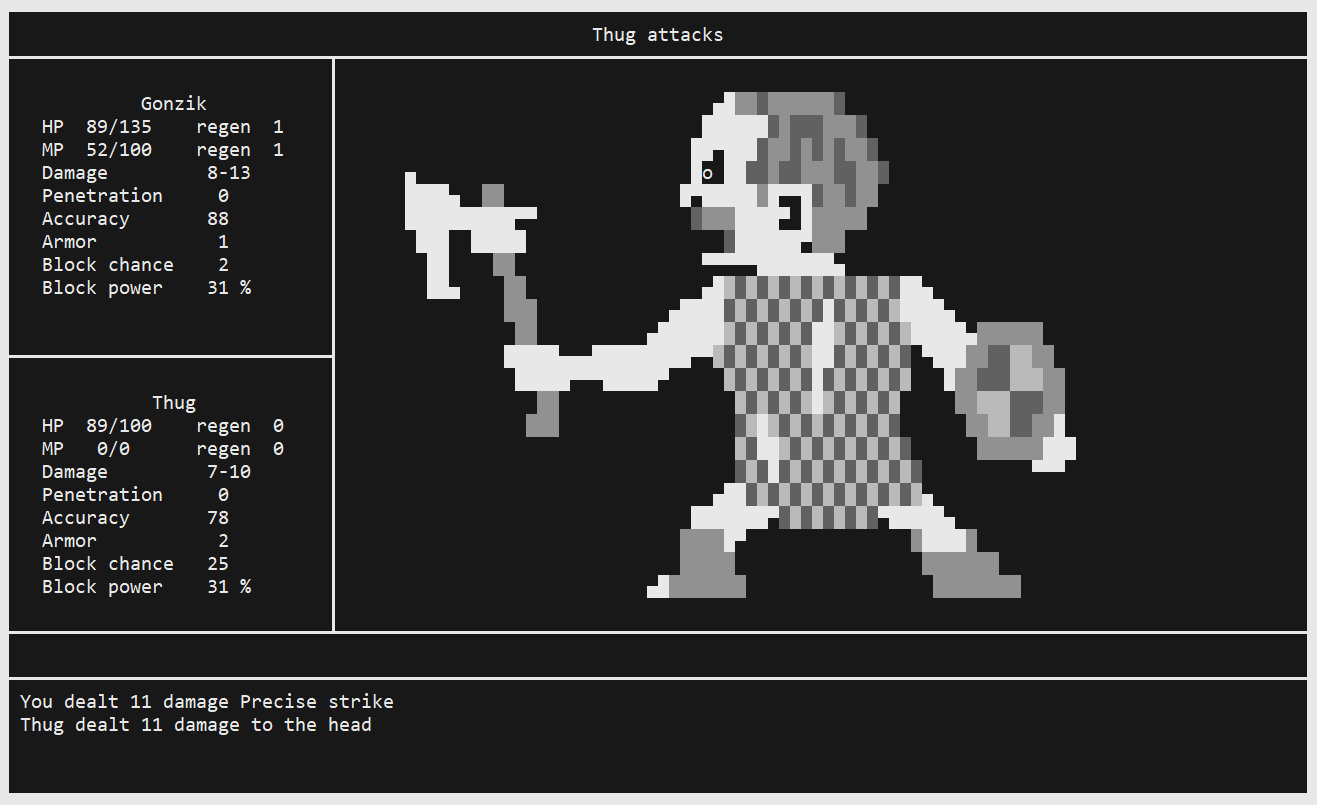 Thug attacks
Gonzik
HP 89/135 regen 1
MP 52/100 regen 1
Damage 8-13
Penetration 0
Accuracy 88
Armor 1
Block chance 2
Block power 31 %
Thug
HP 89/100 regen 0
MP 0/0 regen 0
Damage 7-10
Penetration 0
Accuracy 78
Armor 2
Block chance 25
Block power 31 %
You dealt 11 damage Precise strike
Thug dealt 11 damage to the head